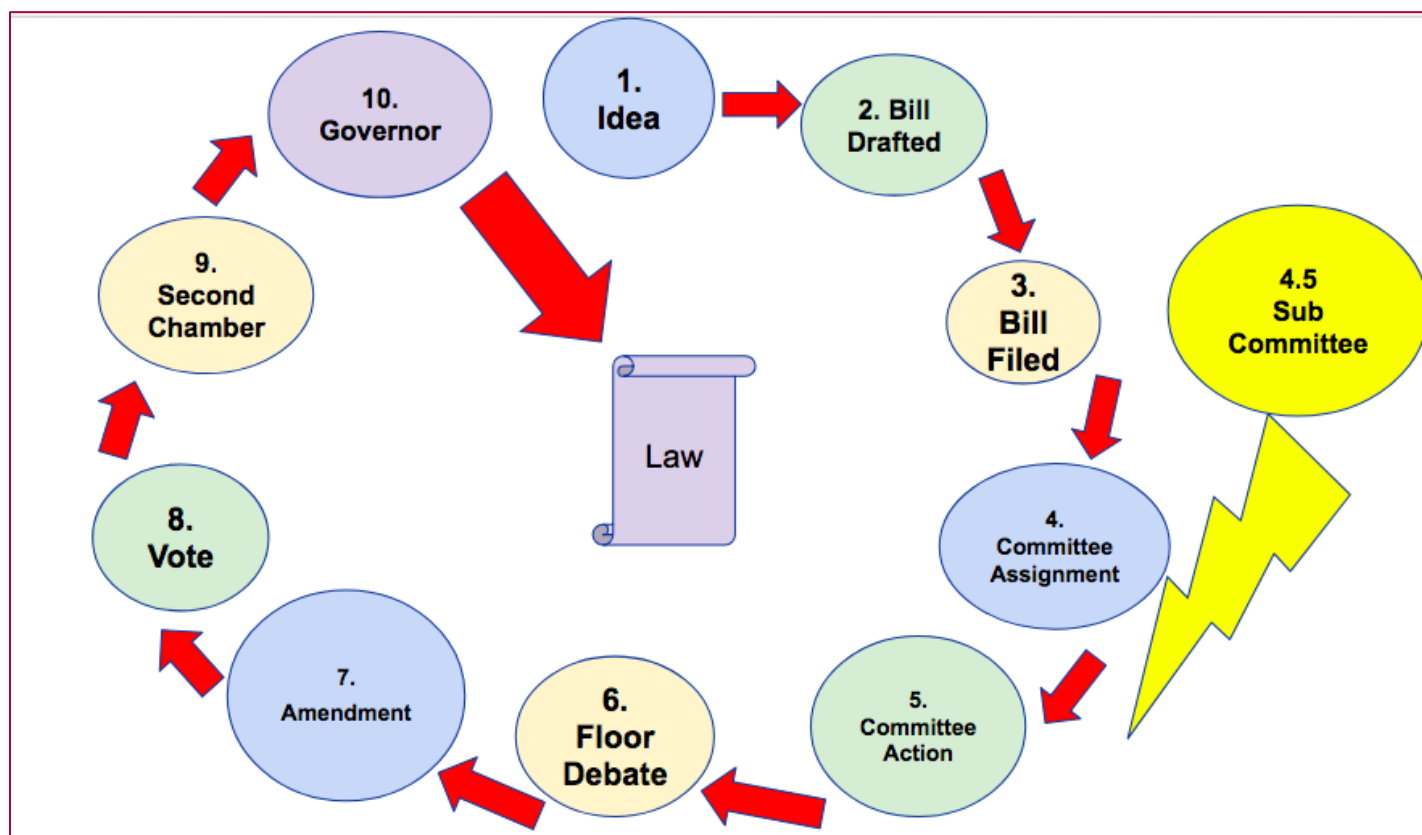 1.
Idea
2. Bill
Drafted
3.
Bill
Filed
4.
Committee
Assignment
4.5
Sub
Committee
5.
Committee
Action
6.
Floor
Debate
7.
Amendment
8.
Vote
9.
Second
Chamber
10.
Governor
Law